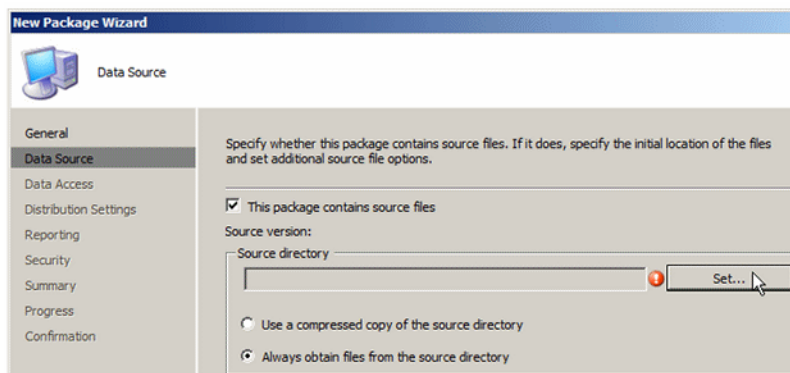 New Package Wizard
Data Source
General
Data Source
Data Access
Distribution Settings
Reporting
Security
Summary
Progress
Confirmation
Specify whether this package contains source files. If it does, specify the initial location of the files
and set additional source file options.
This package contains source files
Source version:
Source directory
Set...
Use a compressed copy of the source directory
Always obtain files from the source directory